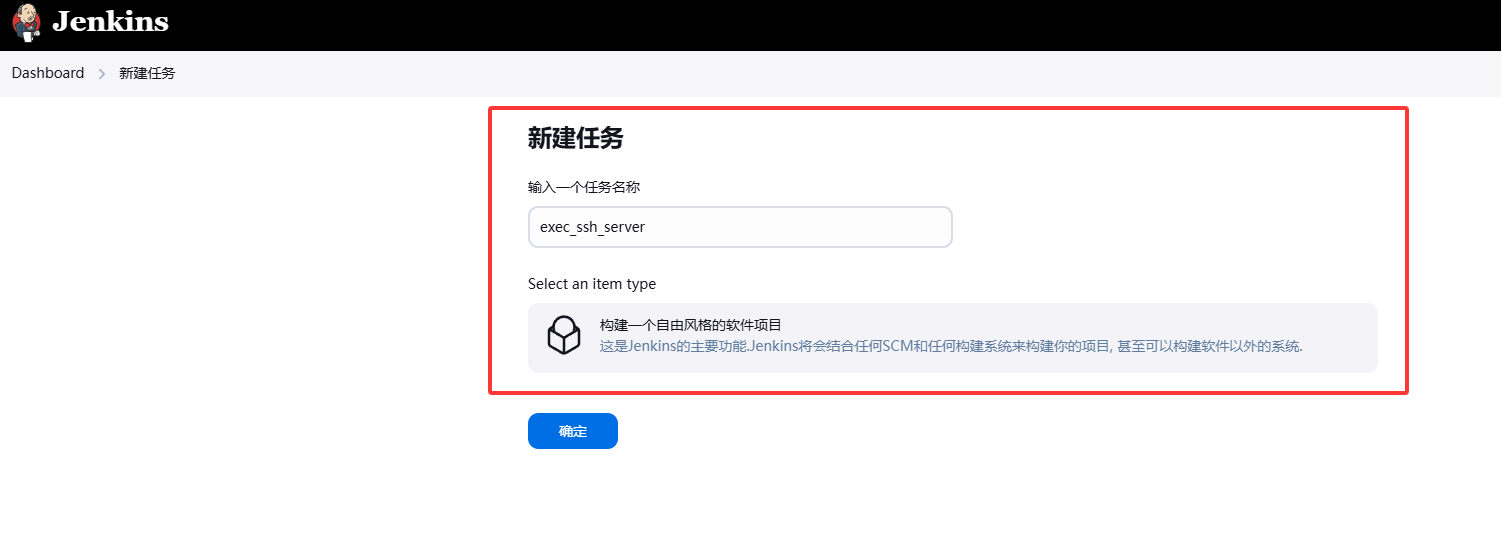 Jenkins
Dashboard
新建任务
新建任务
输入一个任务名称
exec_ssh_server
Select an item type
构建一个自由风格的软件项目
这是Jenkins的主要功能.Jenkins将会结合任何SCM和任何构建系统来构建你的项目, 甚至可以构建软件以外的系统.
确定